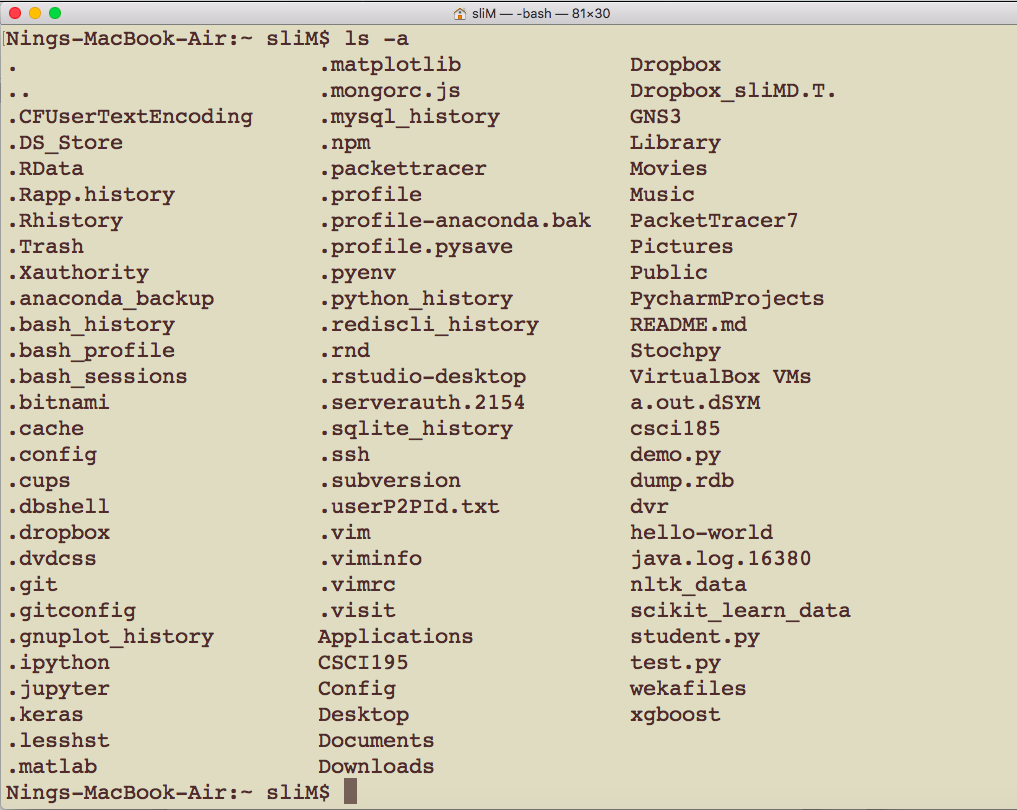 sliM — -bash — 81×30
Nings-MacBook-Air:~ sliM$ ls -a
. .matplotlib Dropbox
.. .mongorc.js Dropbox_sliMD.T.
.CFUserTextEncoding .mysql_history GNS3
.DS_Store .npm Library
.RData .packettracer Movies
.Rapp.history .profile Music
.Rhistory .profile-anaconda.bak PacketTracer7
.Trash .profile.pysave Pictures
.Xauthority .pyenv Public
.anaconda_backup .python_history PycharmProjects
.bash_history .rediscli_history README.md
.bash_profile .rnd Stochpy
.bash_sessions .rstudio-desktop VirtualBox VMs
.bitnami .serverauth.2154 a.out.dSYM
.cache .sqlite_history csci185
.config .ssh demo.py
.cups .subversion dump.rdb
.dbshell .userP2PId.txt dvr
.dropbox .vim hello-world
.dvdcss .viminfo java.log.16380
.git .vimrc nltk_data
.gitconfig .visit scikit_learn_data
.gnuplot_history Applications student.py
.ipython CSCI195 test.py
.jupyter Config wekafiles
.keras Desktop xgboost
.lesshst Documents
.matlab Downloads
Nings-MacBook-Air:~ sliM$